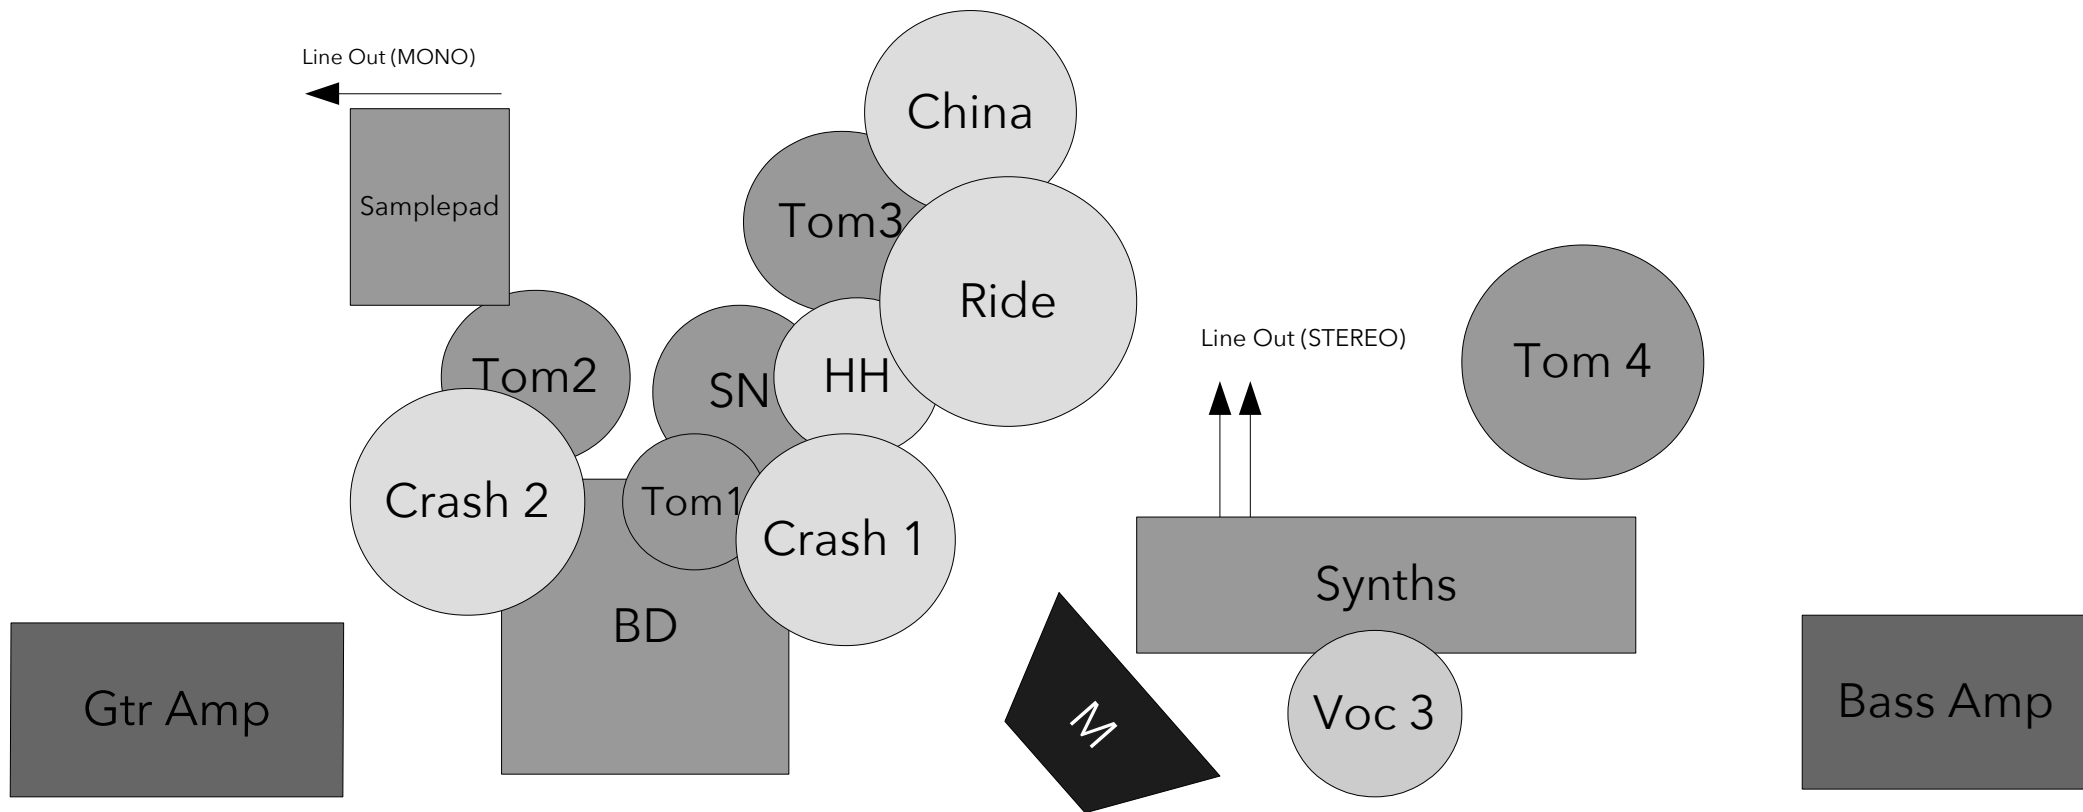 Line Out (MONO)
China
Samplepad
Tom3
Ride
Line Out (STEREO)
Tom 4
Tom2
SN
HH
Crash 2
Tom1
Crash 1
Synths
BD
Gtr Amp
M
Voc 3
Bass Amp